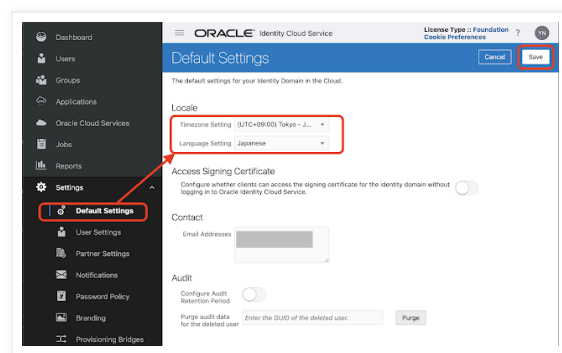 Dashboard
Users
Groups
Applications
Oracle Cloud Services
Jobs
Reports
Settings
Default Settings
User Settings
Partner Settings
Notifications
Password Policy
Branding
Provisioning Bridges
ORACLE® Identity Cloud Service
License Type :: Foundation
Cookie Preferences
?
YN
Default Settings
Cancel
Save
The default settings for your Identity Domain in the Cloud.
Locale
Timezone Setting (UTC+09:00) Tokyo - J...
Language Setting Japanese
Access Signing Certificate
Configure whether clients can access the signing certificate for the identity domain without
logging in to Oracle Identity Cloud Service.
Contact
Email Addresses
Audit
Configure Audit
Retention Period
Purge audit data
for the deleted user
Enter the GUID of the deleted user.
Purge